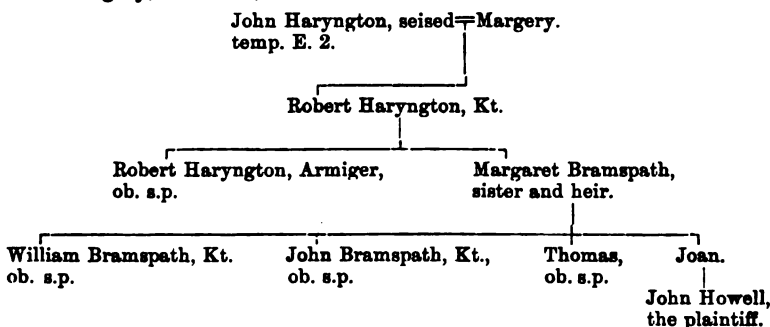 John Haryngton, seised=Margery.
temp. E. 2.
Robert Haryngton, Kt.
Robert Haryngton, Armiger,
ob. s.p.
Margaret Bramspath,
sister and heir.
William Bramspath, Kt.
ob. s.p.
John Bramspath, Kt.,
ob. s.p.
Thomas,
ob. s.p.
Joan.
John Howell,
the plaintiff.